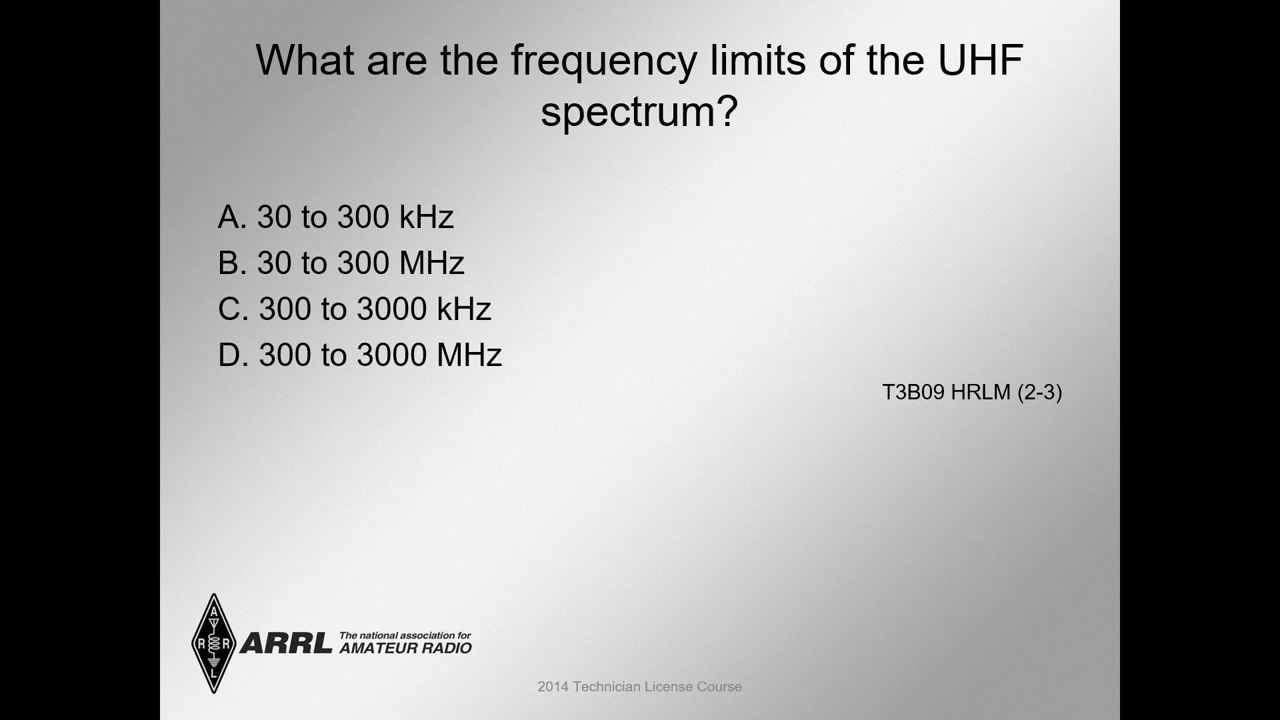 What are the frequency limits of the UHF
spectrum?
A. 30 to 300 kHz
B. 30 to 300 MHz
C. 300 to 3000 kHz
D. 300 to 3000 MHz
T3B09 HRLM (2-3)
A
R R
L
ARRL
The national association for
AMATEUR RADIO
2014 Technician License Course